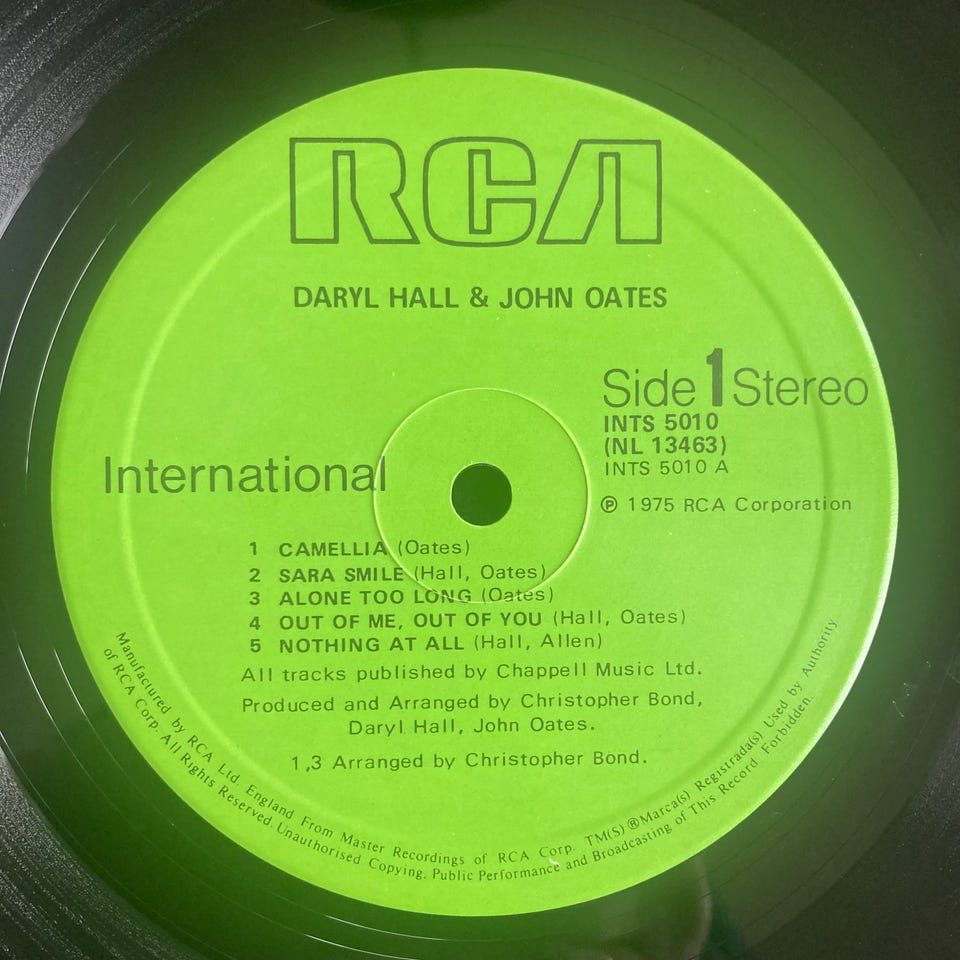 RCA
DARYL HALL & JOHN OATES
Side 1 Stereo
INTS 5010
(NL 13463)
INTS 5010 A
International
℗ 1975 RCA Corporation
1 CAMELLIA (Oates)
2 SARA SMILE (Hall, Oates)
3 ALONE TOO LONG (Oates)
4 OUT OF ME, OUT OF YOU (Hall, Oates)
5 NOTHING AT ALL (Hall, Allen)
All tracks published by Chappell Music Ltd.
Produced and Arranged by Christopher Bond,
Daryl Hall, John Oates.
1,3 Arranged by Christopher Bond.
Manufactured by RCA Ltd. England From Master Recordings of RCA Corp. TM(S) ® Marca(s) Registrada(s) Used by Authority
of RCA Corp. All Rights Reserved. Unauthorised Copying, Public Performance and Broadcasting of This Record Forbidden.